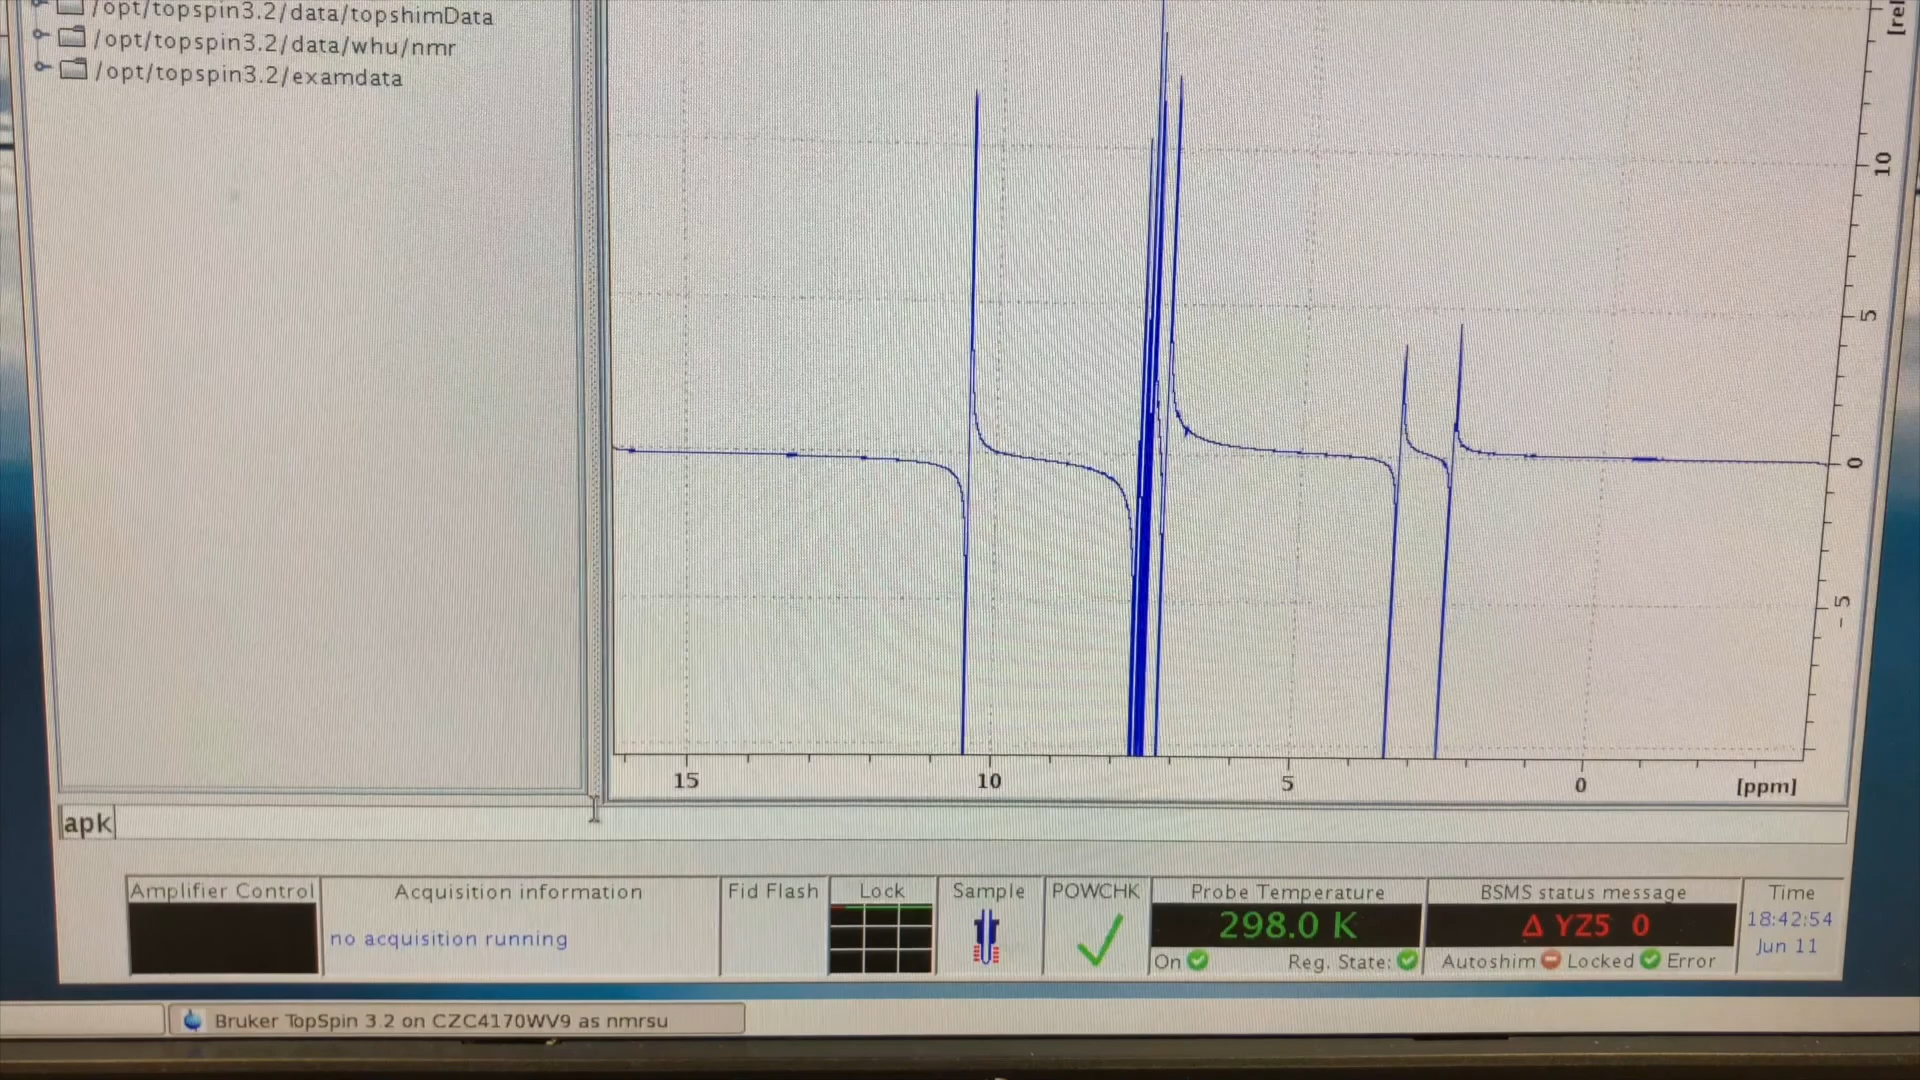 /opt/topspin3.2/data/topshimData
/opt/topspin3.2/data/whu/nmr
/opt/topspin3.2/examdata
[rel
10
5
0
-5
15
10
5
0
[ppm]
apk
Amplifier Control
Acquisition information
no acquisition running
Fid Flash
Lock
Sample
POWCHK
Probe Temperature
298.0 K
On
Reg. State:
BSMS status message
Δ YZ5 0
Autoshim
Locked
Error
Time
18:42:54
Jun 11
Bruker TopSpin 3.2 on CZC4170WV9 as nmrsu